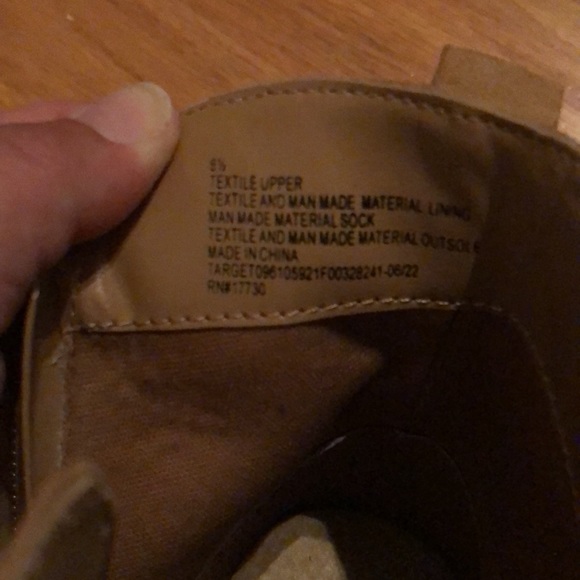 6½
TEXTILE UPPER
TEXTILE AND MAN MADE MATERIAL LINING
MAN MADE MATERIAL SOCK
TEXTILE AND MAN MADE MATERIAL OUTSOLE
MADE IN CHINA
TARGET096105921F00328241-06/22
RN#17730